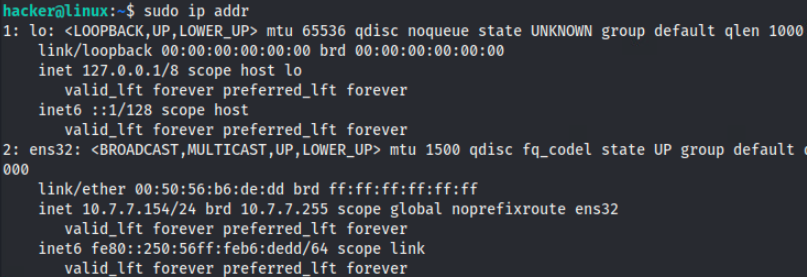 hacker@linux:~$ sudo ip addr
1: lo: <LOOPBACK,UP,LOWER_UP> mtu 65536 qdisc noqueue state UNKNOWN group default qlen 1000
    link/loopback 00:00:00:00:00:00 brd 00:00:00:00:00:00
    inet 127.0.0.1/8 scope host lo
       valid_lft forever preferred_lft forever
    inet6 ::1/128 scope host
       valid_lft forever preferred_lft forever
2: ens32: <BROADCAST,MULTICAST,UP,LOWER_UP> mtu 1500 qdisc fq_codel state UP group default
000
    link/ether 00:50:56:b6:de:dd brd ff:ff:ff:ff:ff:ff
    inet 10.7.7.154/24 brd 10.7.7.255 scope global noprefixroute ens32
       valid_lft forever preferred_lft forever
    inet6 fe80::250:56ff:feb6:dedd/64 scope link
       valid_lft forever preferred_lft forever